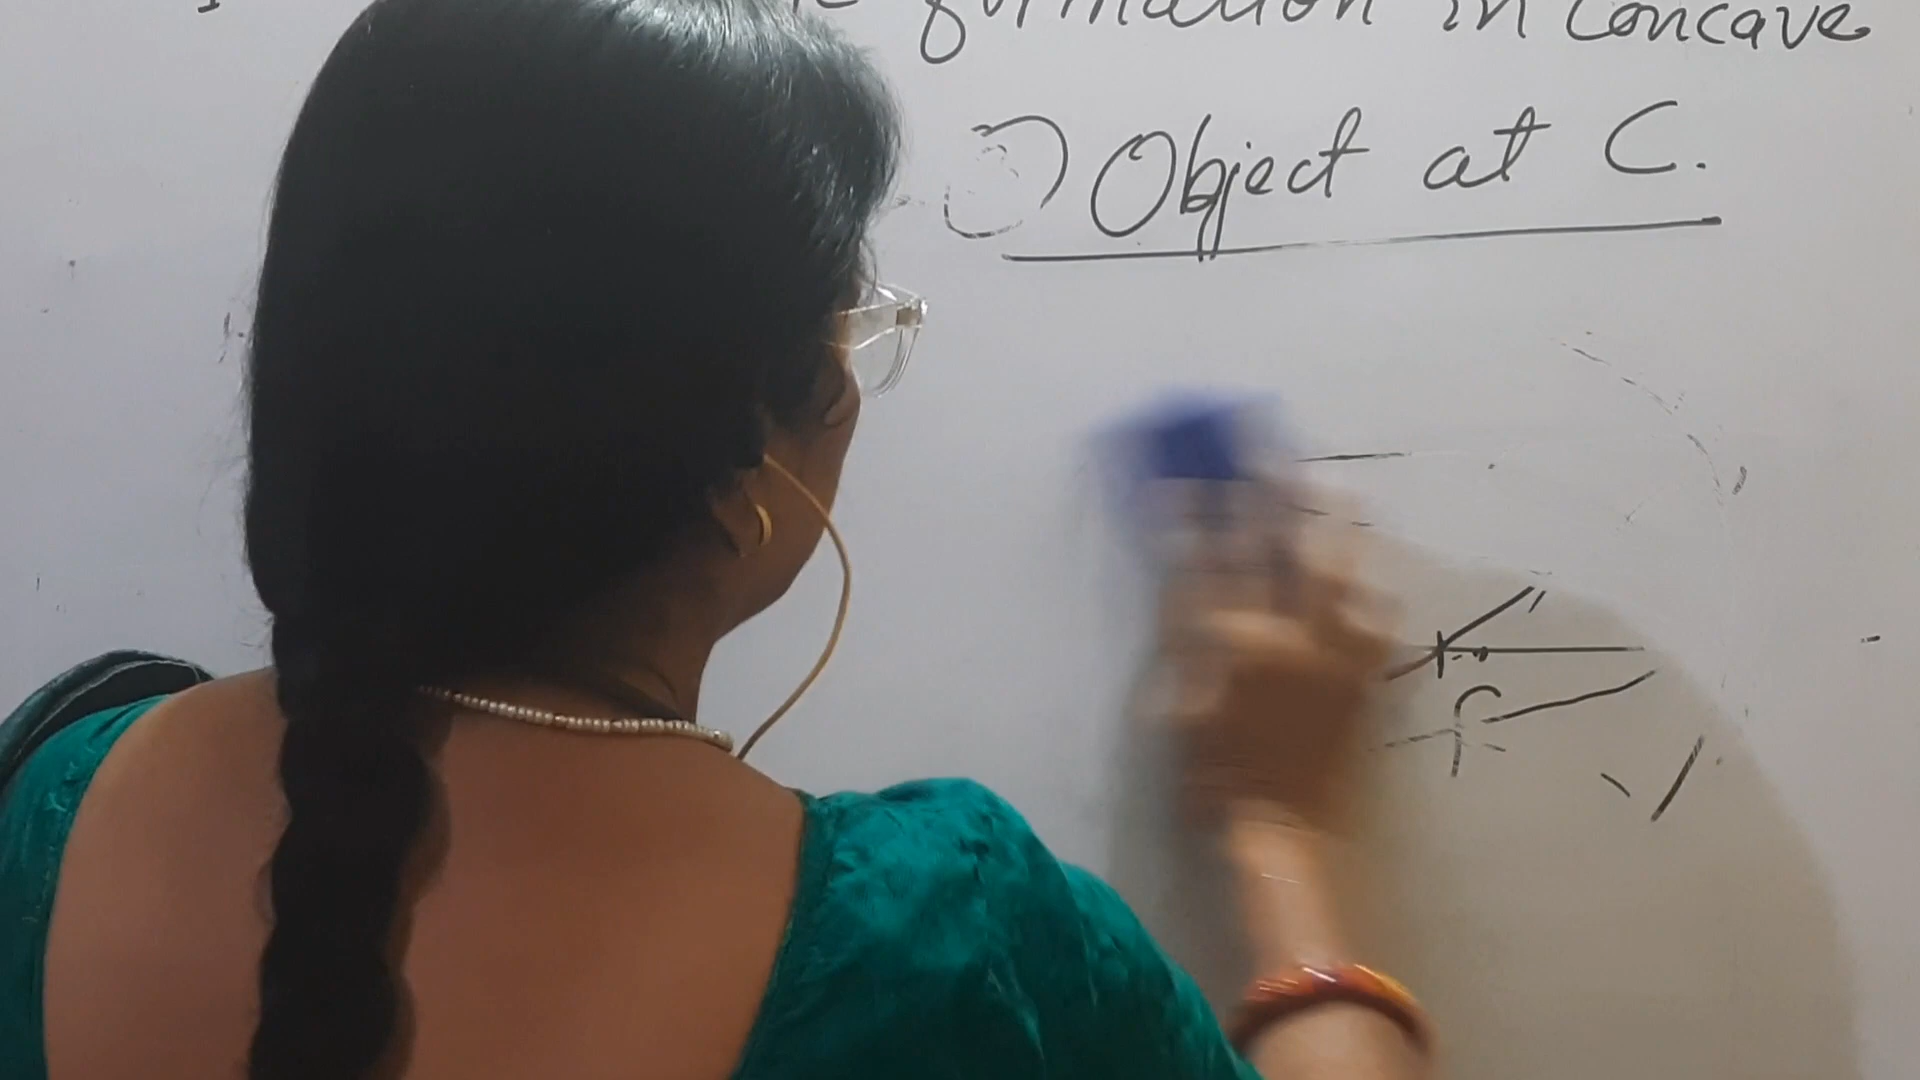 formation in Concave
Object at C.
F